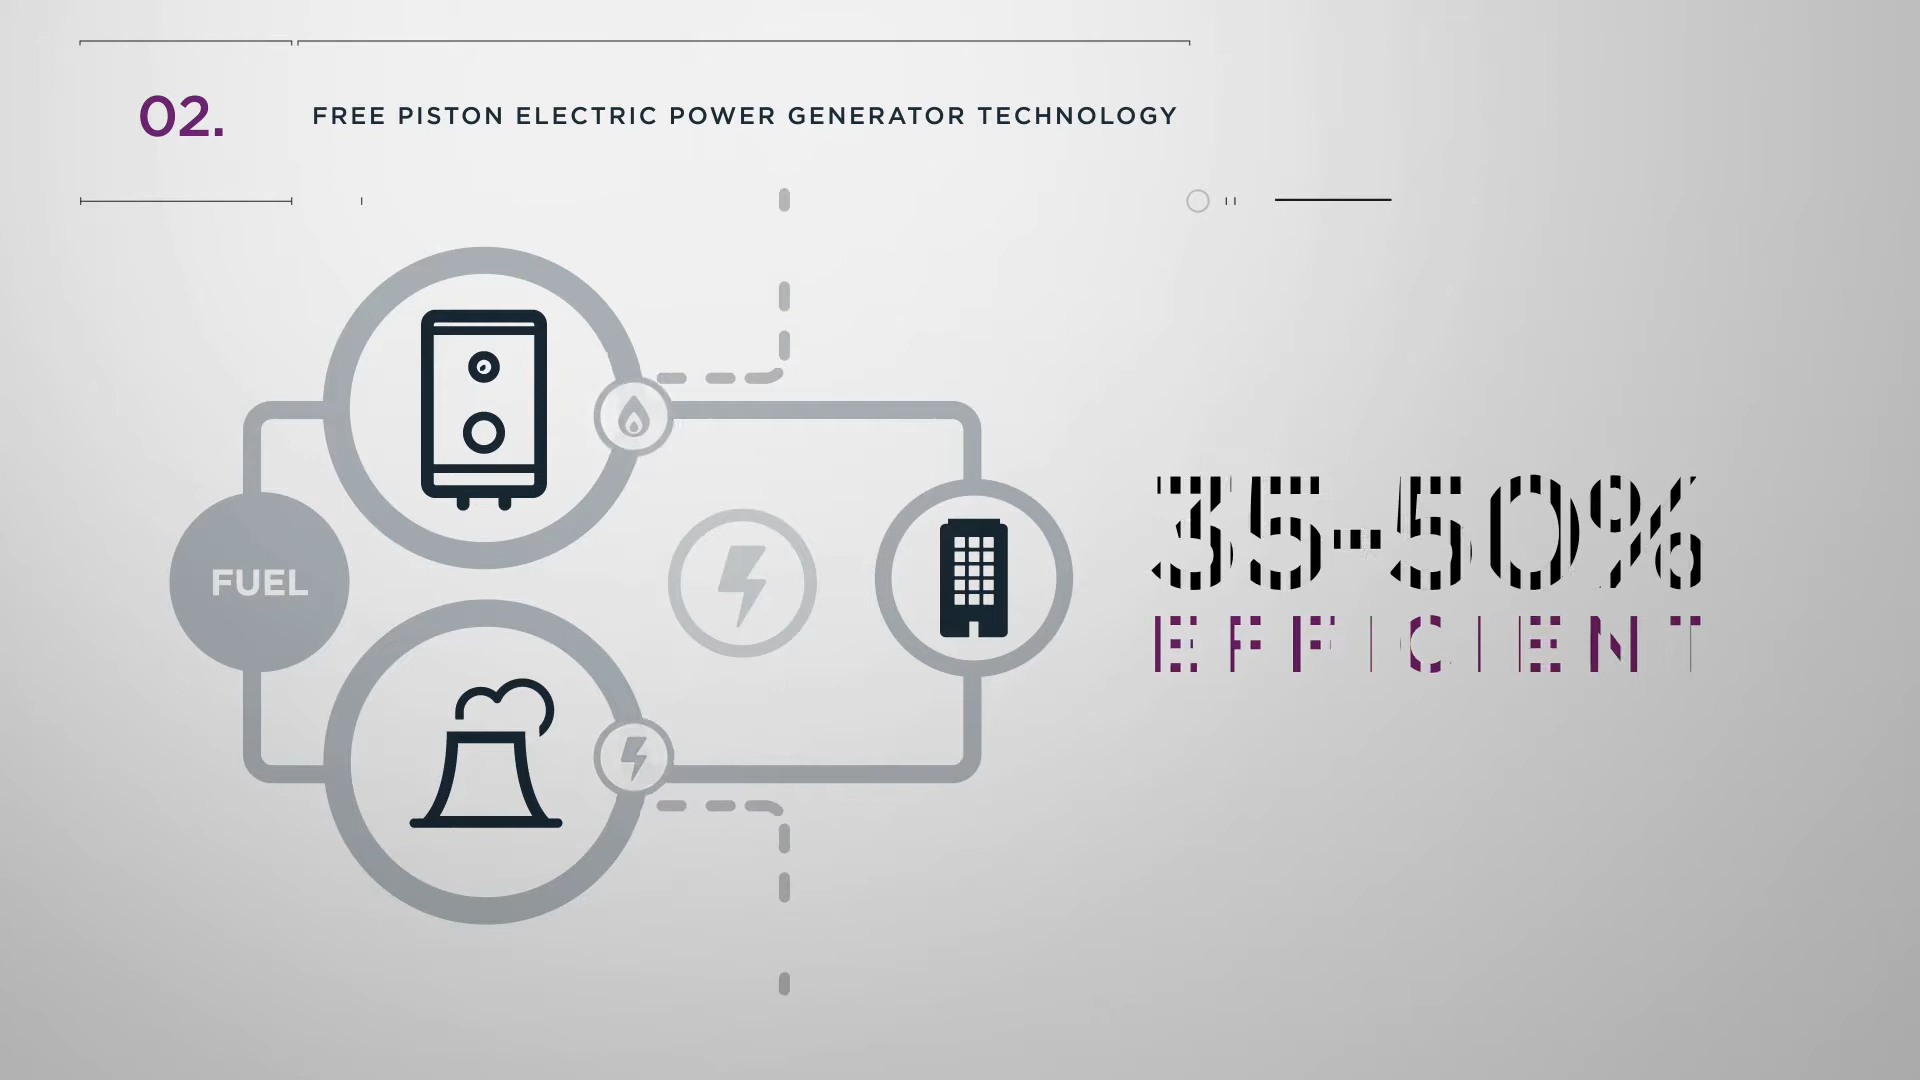 02.
FREE PISTON ELECTRIC POWER GENERATOR TECHNOLOGY
FUEL
35-50%
EFFICIENT